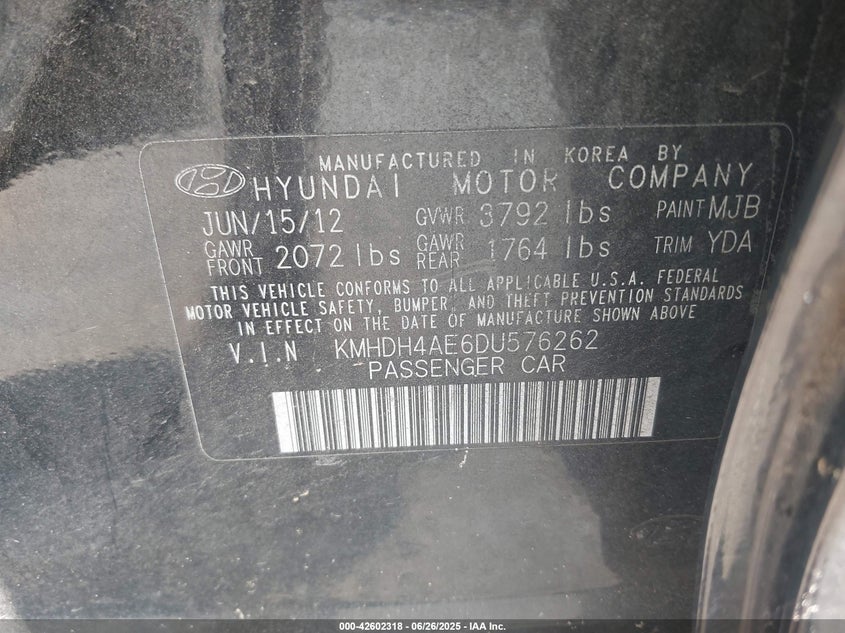 MANUFACTURED IN KOREA BY
HYUNDAI MOTOR COMPANY
JUN/15/12 GVWR 3792 lbs PAINT MJB
GAWR FRONT 2072 lbs GAWR REAR 1764 lbs TRIM YDA
THIS VEHICLE CONFORMS TO ALL APPLICABLE U.S.A. FEDERAL
MOTOR VEHICLE SAFETY, BUMPER, AND THEFT PREVENTION STANDARDS
IN EFFECT ON THE DATE OF MANUFACTURE SHOWN ABOVE
V.I.N KMHDH4AE6DU576262
PASSENGER CAR
000-42602318 - 06/26/2025 - IAA Inc.